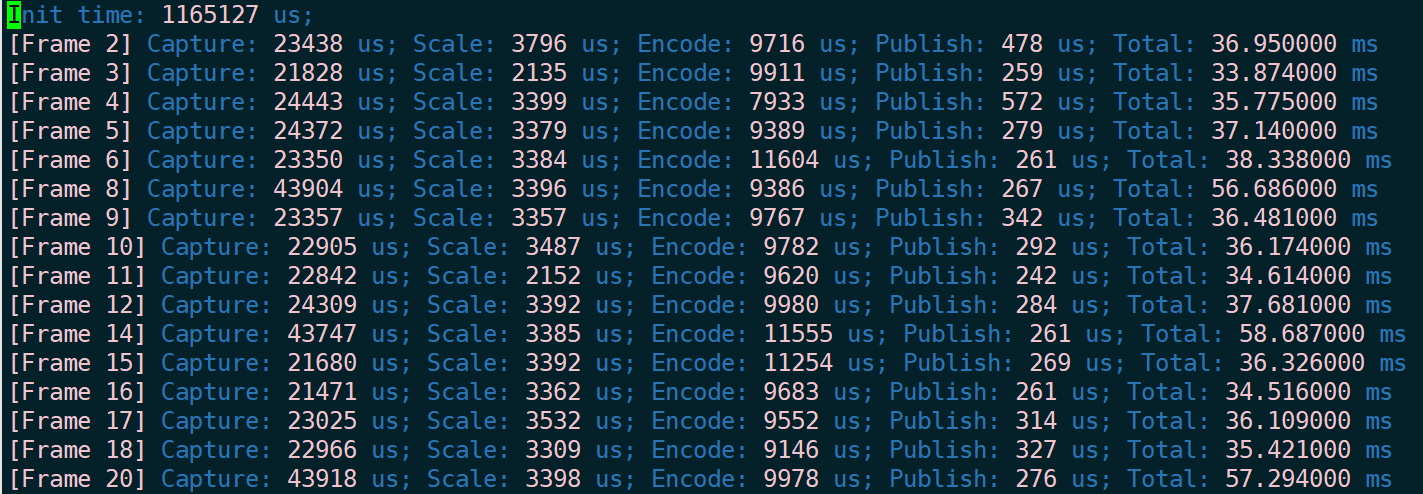 Init time: 1165127 us;
[Frame 2] Capture: 23438 us; Scale: 3796 us; Encode: 9716 us; Publish: 478 us; Total: 36.950000 ms
[Frame 3] Capture: 21828 us; Scale: 2135 us; Encode: 9911 us; Publish: 259 us; Total: 33.874000 ms
[Frame 4] Capture: 24443 us; Scale: 3399 us; Encode: 7933 us; Publish: 572 us; Total: 35.775000 ms
[Frame 5] Capture: 24372 us; Scale: 3379 us; Encode: 9389 us; Publish: 279 us; Total: 37.140000 ms
[Frame 6] Capture: 23350 us; Scale: 3384 us; Encode: 11604 us; Publish: 261 us; Total: 38.338000 ms
[Frame 8] Capture: 43904 us; Scale: 3396 us; Encode: 9386 us; Publish: 267 us; Total: 56.686000 ms
[Frame 9] Capture: 23357 us; Scale: 3357 us; Encode: 9767 us; Publish: 342 us; Total: 36.481000 ms
[Frame 10] Capture: 22905 us; Scale: 3487 us; Encode: 9782 us; Publish: 292 us; Total: 36.174000 ms
[Frame 11] Capture: 22842 us; Scale: 2152 us; Encode: 9620 us; Publish: 242 us; Total: 34.614000 ms
[Frame 12] Capture: 24309 us; Scale: 3392 us; Encode: 9980 us; Publish: 284 us; Total: 37.681000 ms
[Frame 14] Capture: 43747 us; Scale: 3385 us; Encode: 11555 us; Publish: 261 us; Total: 58.687000 ms
[Frame 15] Capture: 21680 us; Scale: 3392 us; Encode: 11254 us; Publish: 269 us; Total: 36.326000 ms
[Frame 16] Capture: 21471 us; Scale: 3362 us; Encode: 9683 us; Publish: 261 us; Total: 34.516000 ms
[Frame 17] Capture: 23025 us; Scale: 3532 us; Encode: 9552 us; Publish: 314 us; Total: 36.109000 ms
[Frame 18] Capture: 22966 us; Scale: 3309 us; Encode: 9146 us; Publish: 327 us; Total: 35.421000 ms
[Frame 20] Capture: 43918 us; Scale: 3398 us; Encode: 9978 us; Publish: 276 us; Total: 57.294000 ms